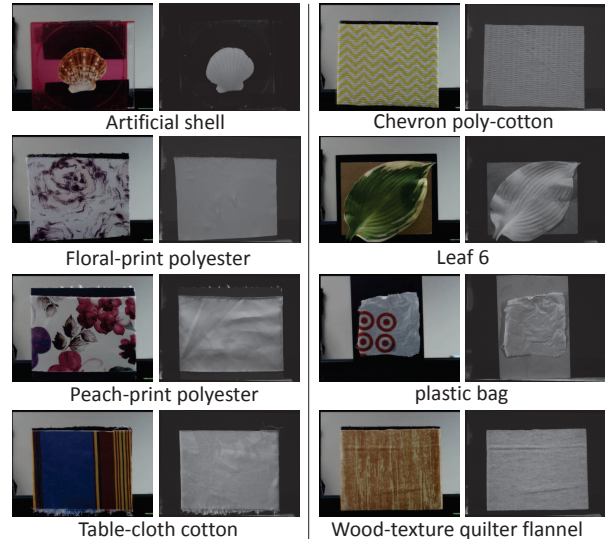 Artificial shell
Chevron poly-cotton
Floral-print polyester
Leaf 6
Peach-print polyester
plastic bag
Table-cloth cotton
Wood-texture quilter flannel